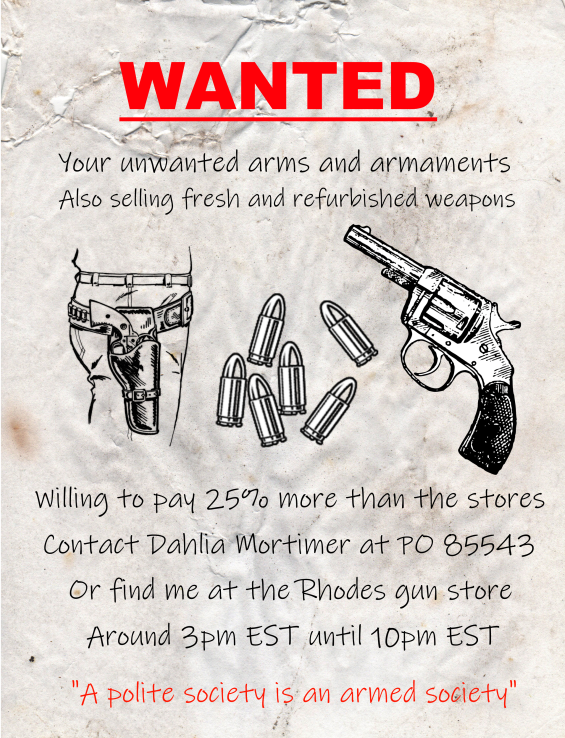 WANTED
Your unwanted arms and armaments
Also selling fresh and refurbished weapons
Willing to pay 25% more than the stores
Contact Dahlia Mortimer at PO 85543
Or find me at the Rhodes gun store
Around 3pm EST until 10pm EST
"A polite society is an armed society"